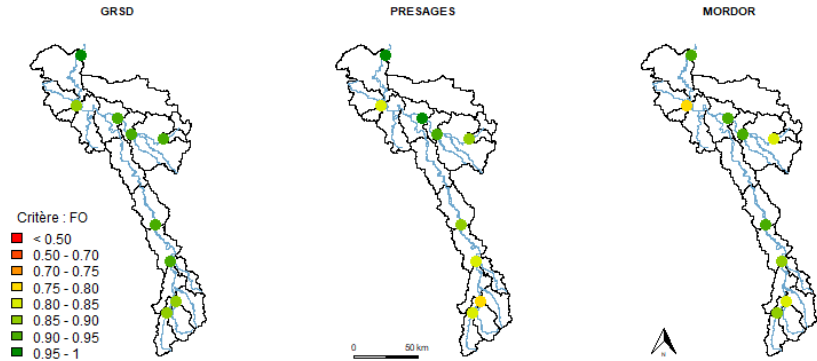 GRSD
PRESAGES
MORDOR
Critère : FO
< 0.50
0.50 - 0.70
0.70 - 0.75
0.75 - 0.80
0.80 - 0.85
0.85 - 0.90
0.90 - 0.95
0.95 - 1
0 50 km
N